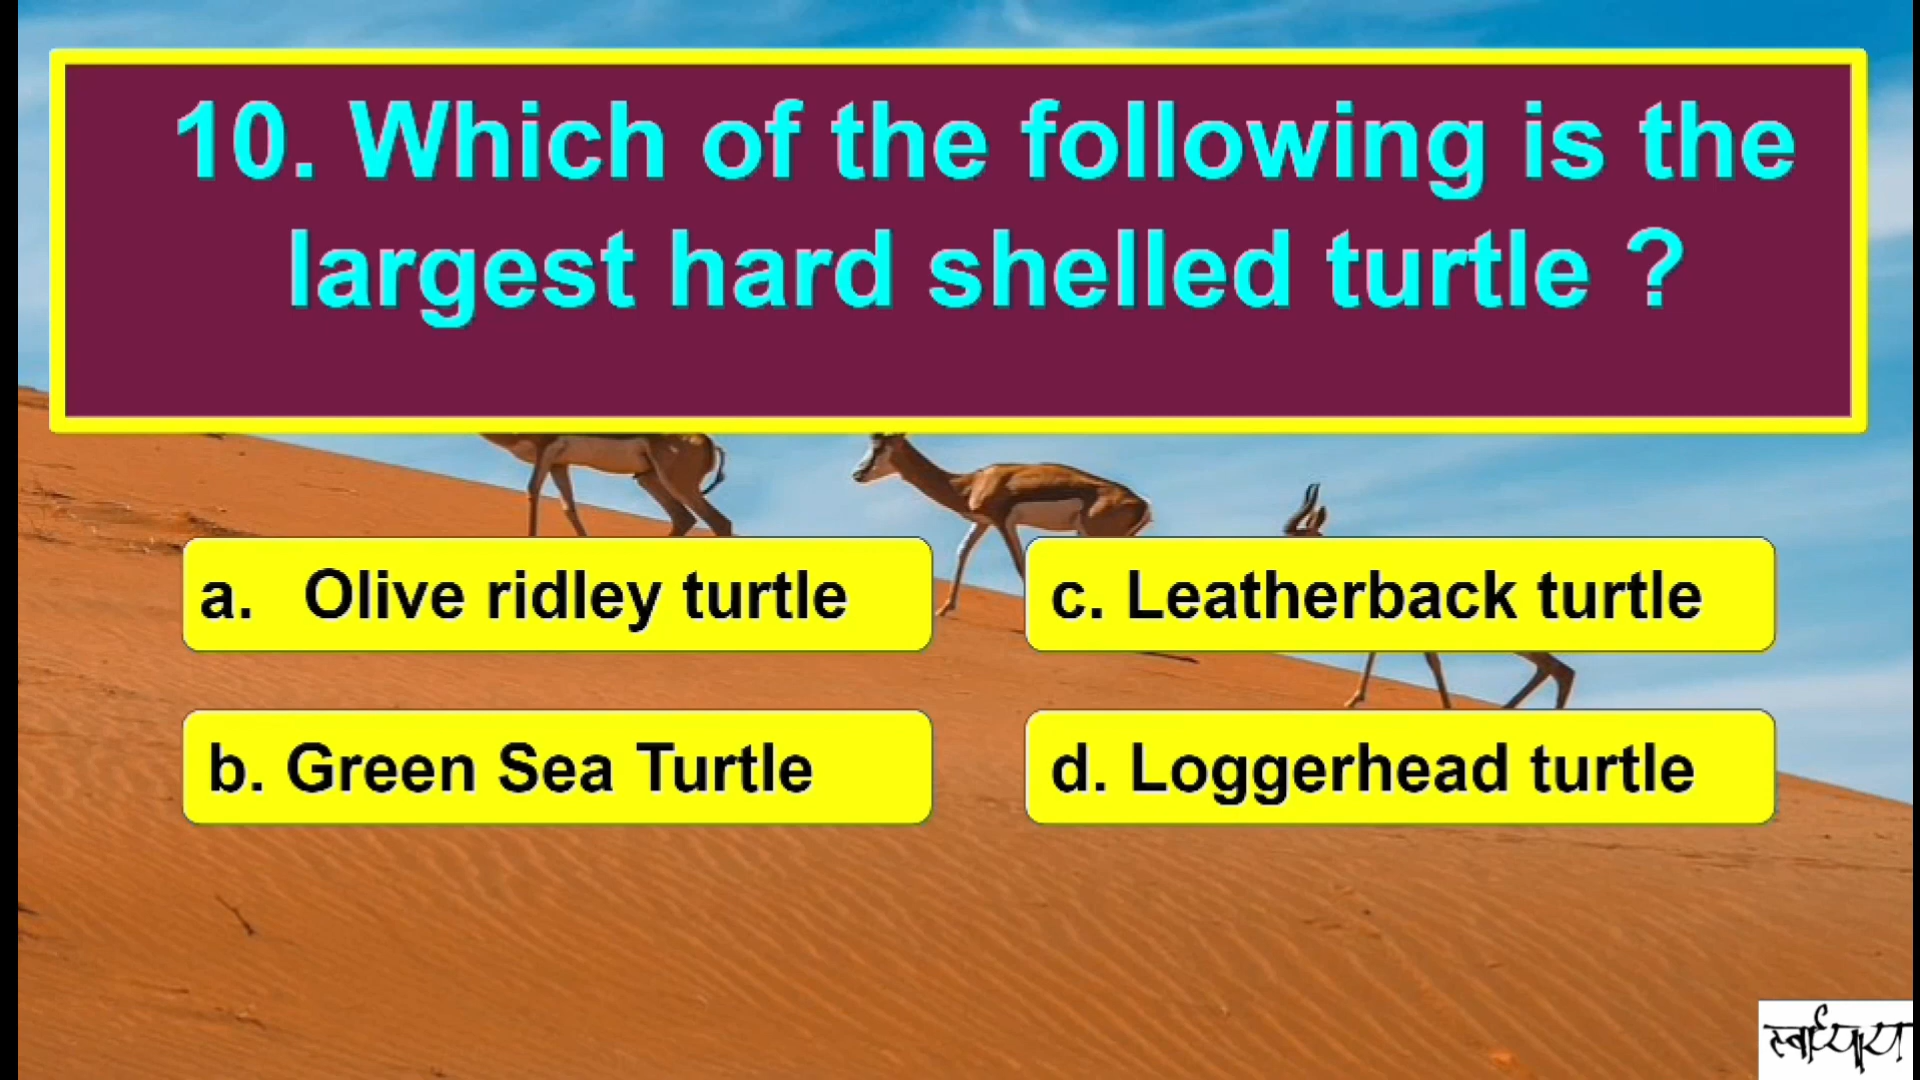 10. Which of the following is the
largest hard shelled turtle ?
a. Olive ridley turtle
c. Leatherback turtle
b. Green Sea Turtle
d. Loggerhead turtle
स्वाध्याय